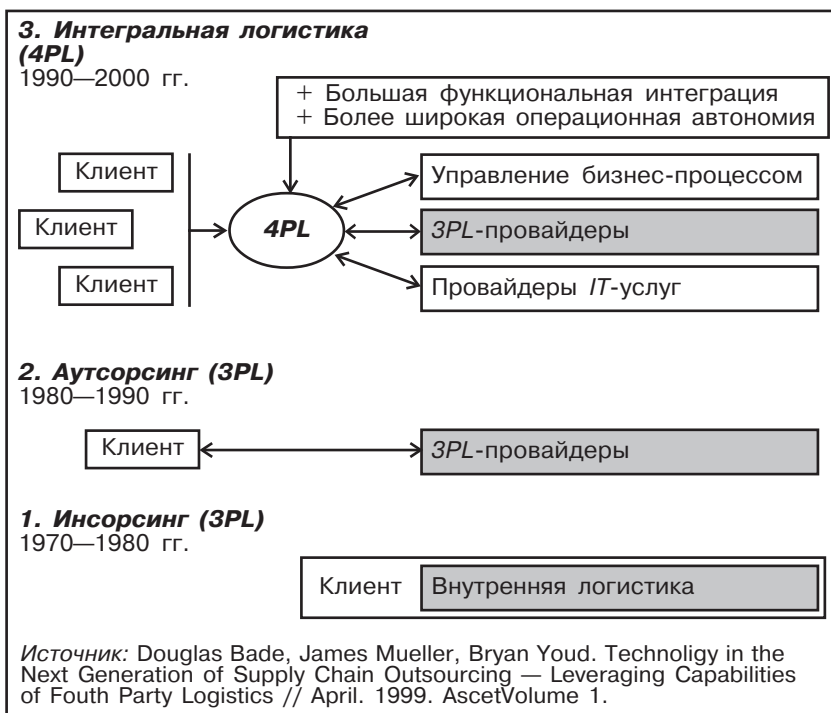 3. Интегральная логистика
(4PL)
1990—2000 гг.
+ Большая функциональная интеграция
+ Более широкая операционная автономия
Клиент
Клиент
Клиент
4PL
Управление бизнес-процессом
3PL-провайдеры
Провайдеры IT-услуг
2. Аутсорсинг (3PL)
1980—1990 гг.
Клиент
3PL-провайдеры
1. Инсорсинг (3PL)
1970—1980 гг.
Клиент
Внутренняя логистика
Источник: Douglas Bade, James Mueller, Bryan Youd. Technoligy in the
Next Generation of Supply Chain Outsourcing — Leveraging Capabilities
of Fouth Party Logistics // April. 1999. AscetVolume 1.